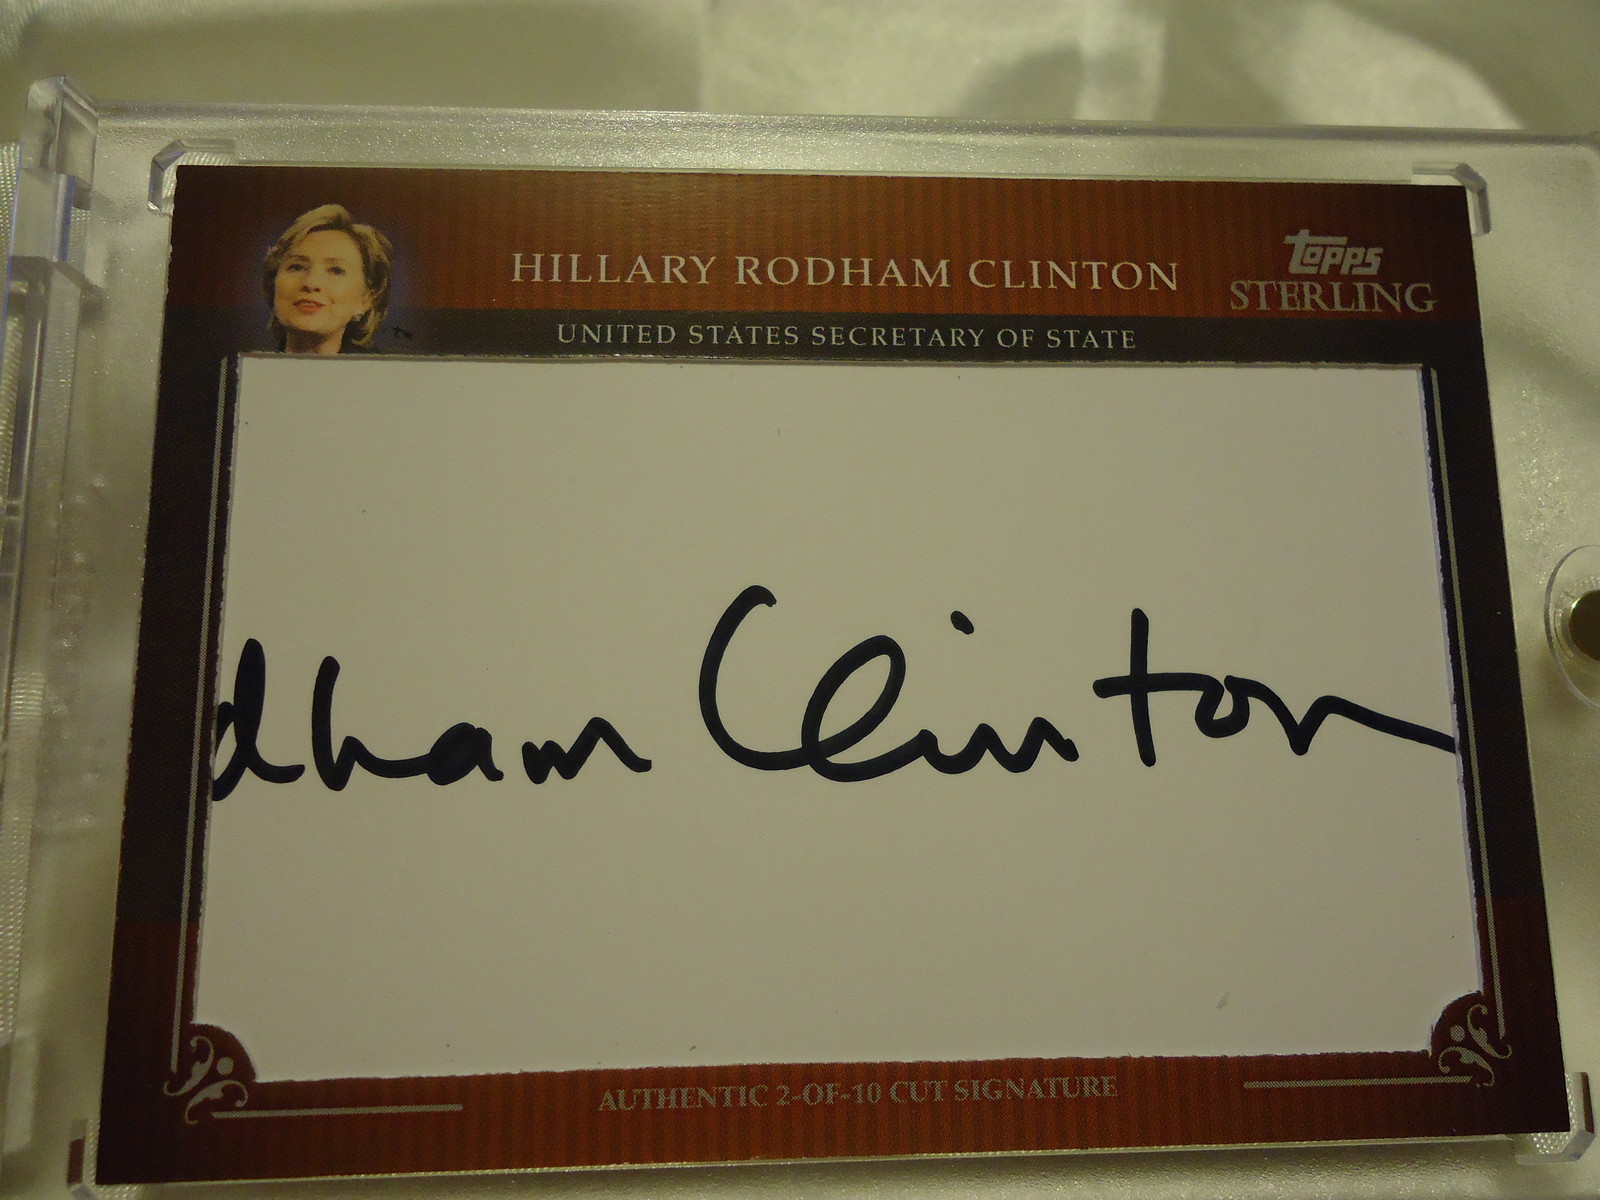 HILLARY RODHAM CLINTON
topps
STERLING
UNITED STATES SECRETARY OF STATE
dham Clinton
AUTHENTIC 2-OF-10 CUT SIGNATURE